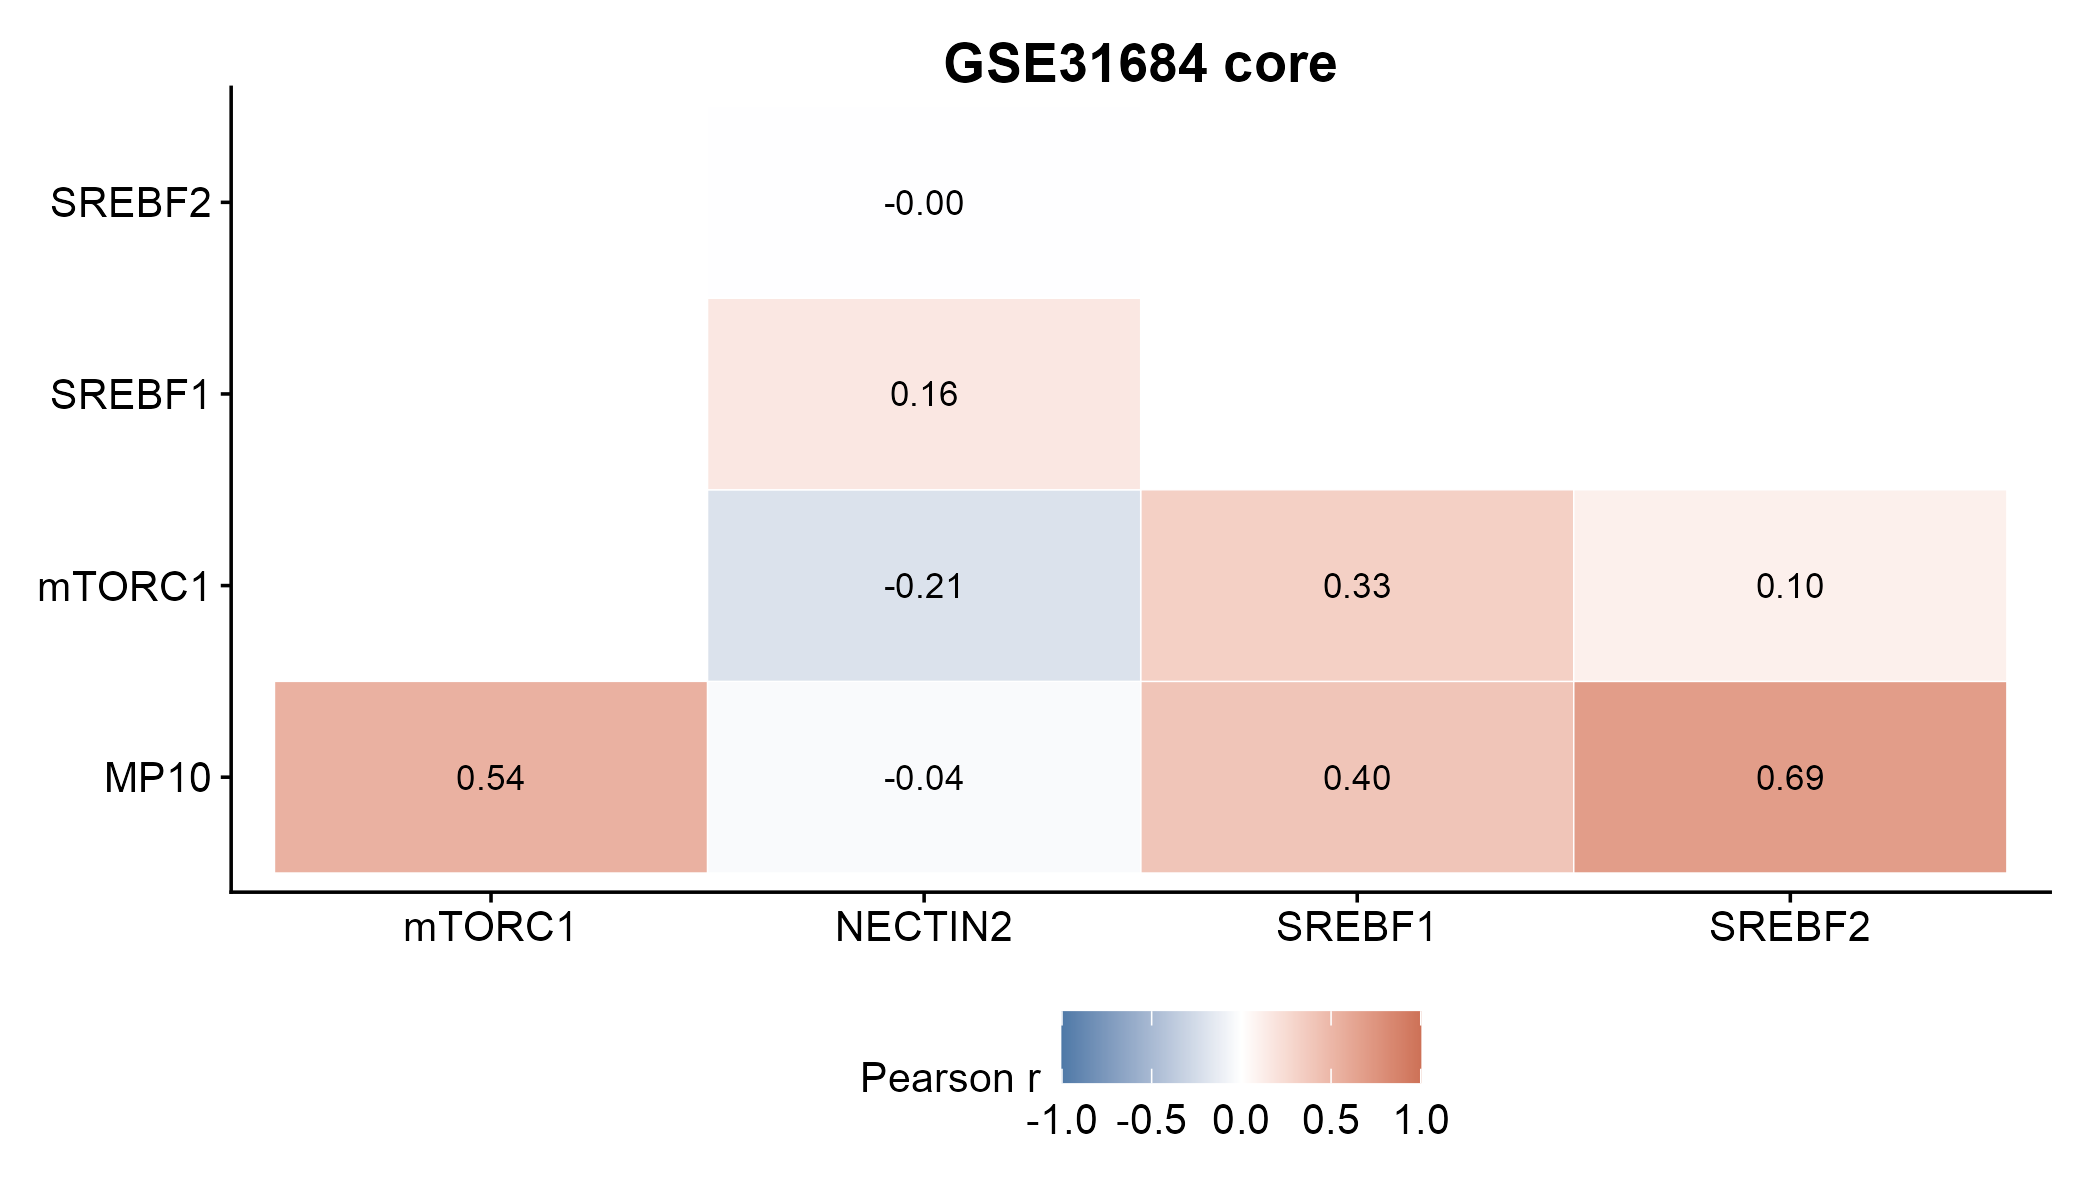 GSE31684 core
SREBF2
-0.00
SREBF1
0.16
mTORC1
-0.21
0.33
0.10
MP10
0.54
-0.04
0.40
0.69
mTORC1
NECTIN2
SREBF1
SREBF2
Pearson r
-1.0
-0.5
0.0
0.5
1.0